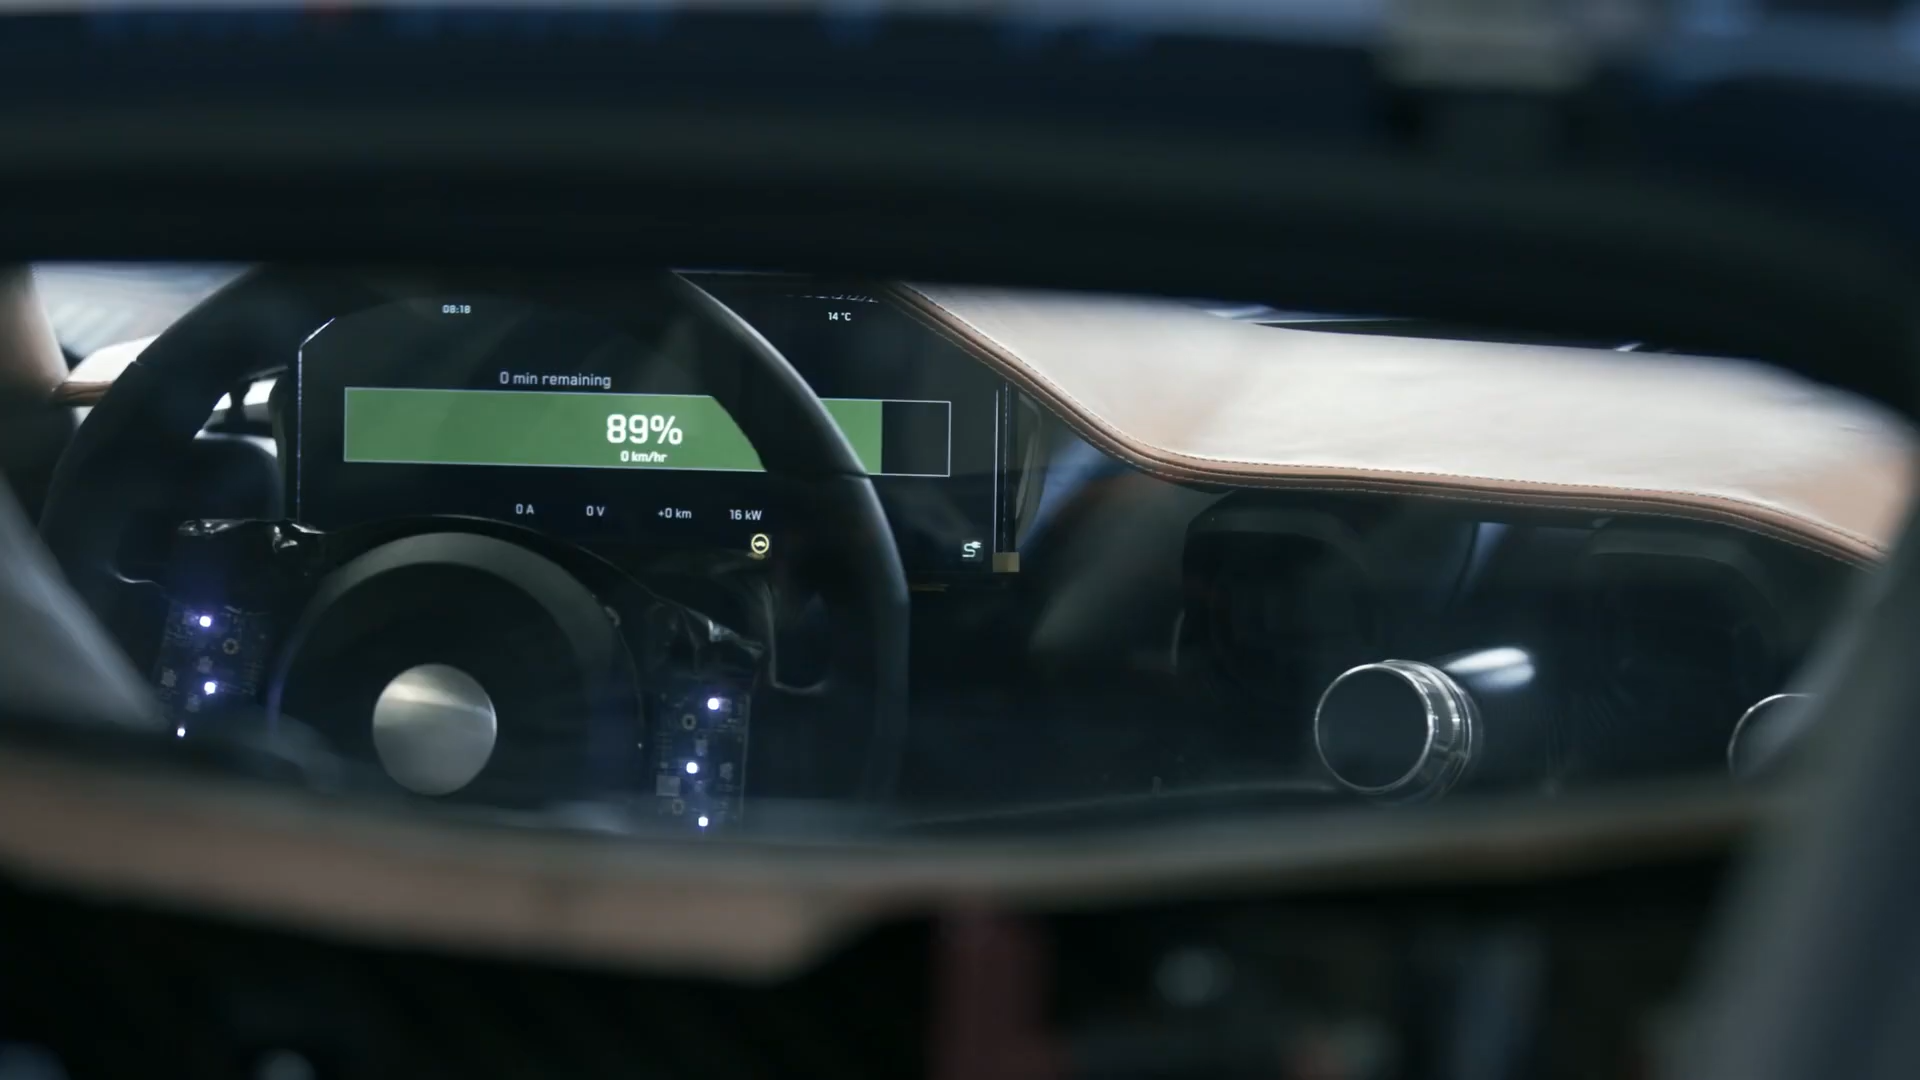 08:18
14 °C
0 min remaining
89%
0 km/hr
0 A 0 V +0 km 16 kW